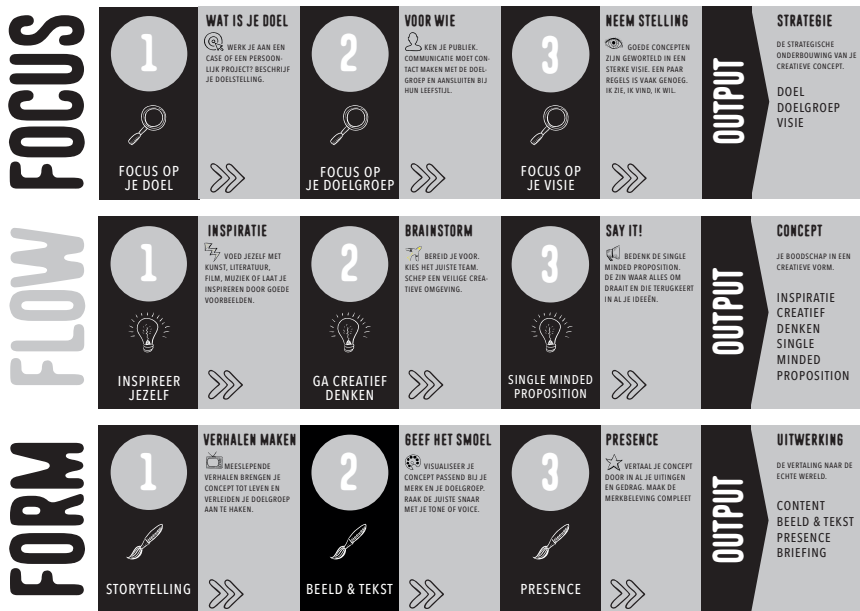 FOCUS
1
FOCUS OP
JE DOEL
WAT IS JE DOEL
WERK JE AAN EEN
CASE OF EEN PERSOON-
LIJK PROJECT? BESCHRIJF
JE DOELSTELLING.
2
FOCUS OP
JE DOELGROEP
VOOR WIE
KEN JE PUBLIEK.
COMMUNICATIE MOET CON-
TACT MAKEN MET DE DOEL-
GROEP EN AANSLUITEN BIJ
HUN LEEFSTIJL.
3
FOCUS OP
JE VISIE
NEEM STELLING
GOEDE CONCEPTEN
ZIJN GEWORTELD IN EEN
STERKE VISIE. EEN PAAR
REGELS IS VAAK GENOEG.
IK ZIE, IK VIND, IK WIL.
OUTPUT
STRATEGIE
DE STRATEGISCHE
ONDERBOUWING VAN JE
CREATIEVE CONCEPT.
DOEL
DOELGROEP
VISIE
FLOW
1
INSPIREER
JEZELF
INSPIRATIE
VOED JEZELF MET
KUNST, LITERATUUR,
FILM, MUZIEK OF LAAT JE
INSPIREREN DOOR GOEDE
VOORBEELDEN.
2
GA CREATIEF
DENKEN
BRAINSTORM
BEREID JE VOOR.
KIES HET JUISTE TEAM.
SCHEP EEN VEILIGE CREA-
TIEVE OMGEVING.
3
SINGLE MINDED
PROPOSITION
SAY IT!
BEDENK DE SINGLE
MINDED PROPOSITION.
DE ZIN WAAR ALLES OM
DRAAIT EN DIE TERUGKEERT
IN AL JE IDEEËN.
OUTPUT
CONCEPT
JE BOODSCHAP IN EEN
CREATIEVE VORM.
INSPIRATIE
CREATIEF
DENKEN
SINGLE
MINDED
PROPOSITION
FORM
1
STORYTELLING
VERHALEN MAKEN
MEESLEPENDE
VERHALEN BRENGEN JE
CONCEPT TOT LEVEN EN
VERLEIDEN JE DOELGROEP
AAN TE HAKEN.
2
BEELD & TEKST
GEEF HET SMOEL
VISUALISEER JE
CONCEPT PASSEND BIJ JE
MERK EN JE DOELGROEP.
RAAK DE JUISTE SNAAR
MET JE TONE OF VOICE.
3
PRESENCE
PRESENCE
VERTAAL JE CONCEPT
DOOR IN AL JE UITINGEN
EN GEDRAG. MAAK DE
MERKBELEVING COMPLEET
OUTPUT
UITWERKING
DE VERTALING NAAR DE
ECHTE WERELD.
CONTENT
BEELD & TEKST
PRESENCE
BRIEFING